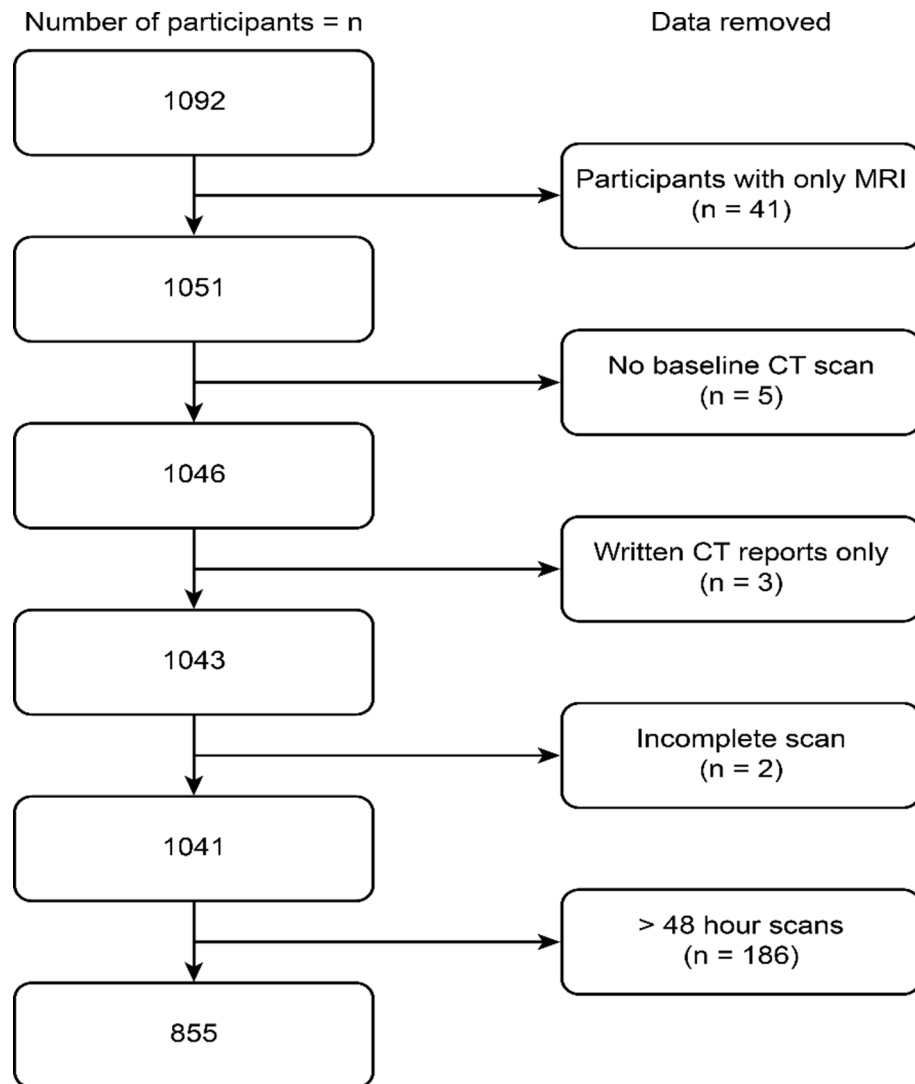 Number of participants = n
Data removed
1092
Participants with only MRI
(n = 41)
1051
No baseline CT scan
(n = 5)
1046
Written CT reports only
(n = 3)
1043
Incomplete scan
(n = 2)
1041
> 48 hour scans
(n = 186)
855